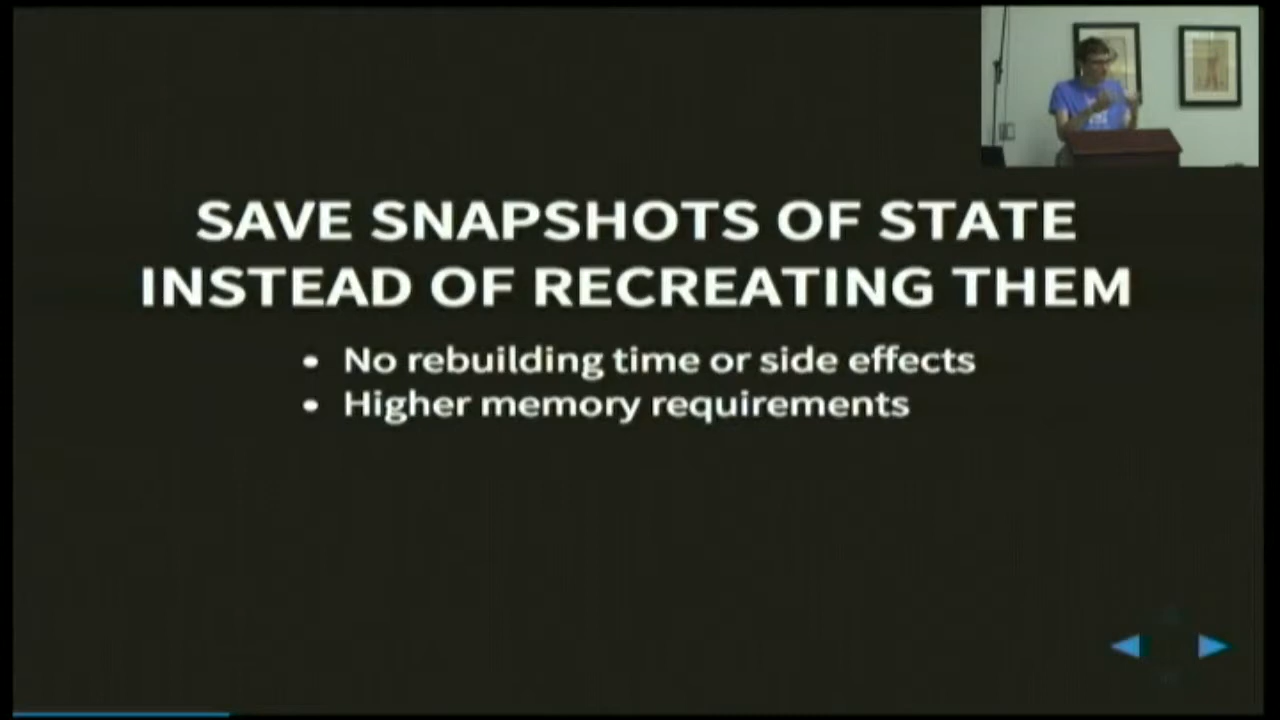 SAVE SNAPSHOTS OF STATE
INSTEAD OF RECREATING THEM
• No rebuilding time or side effects
• Higher memory requirements